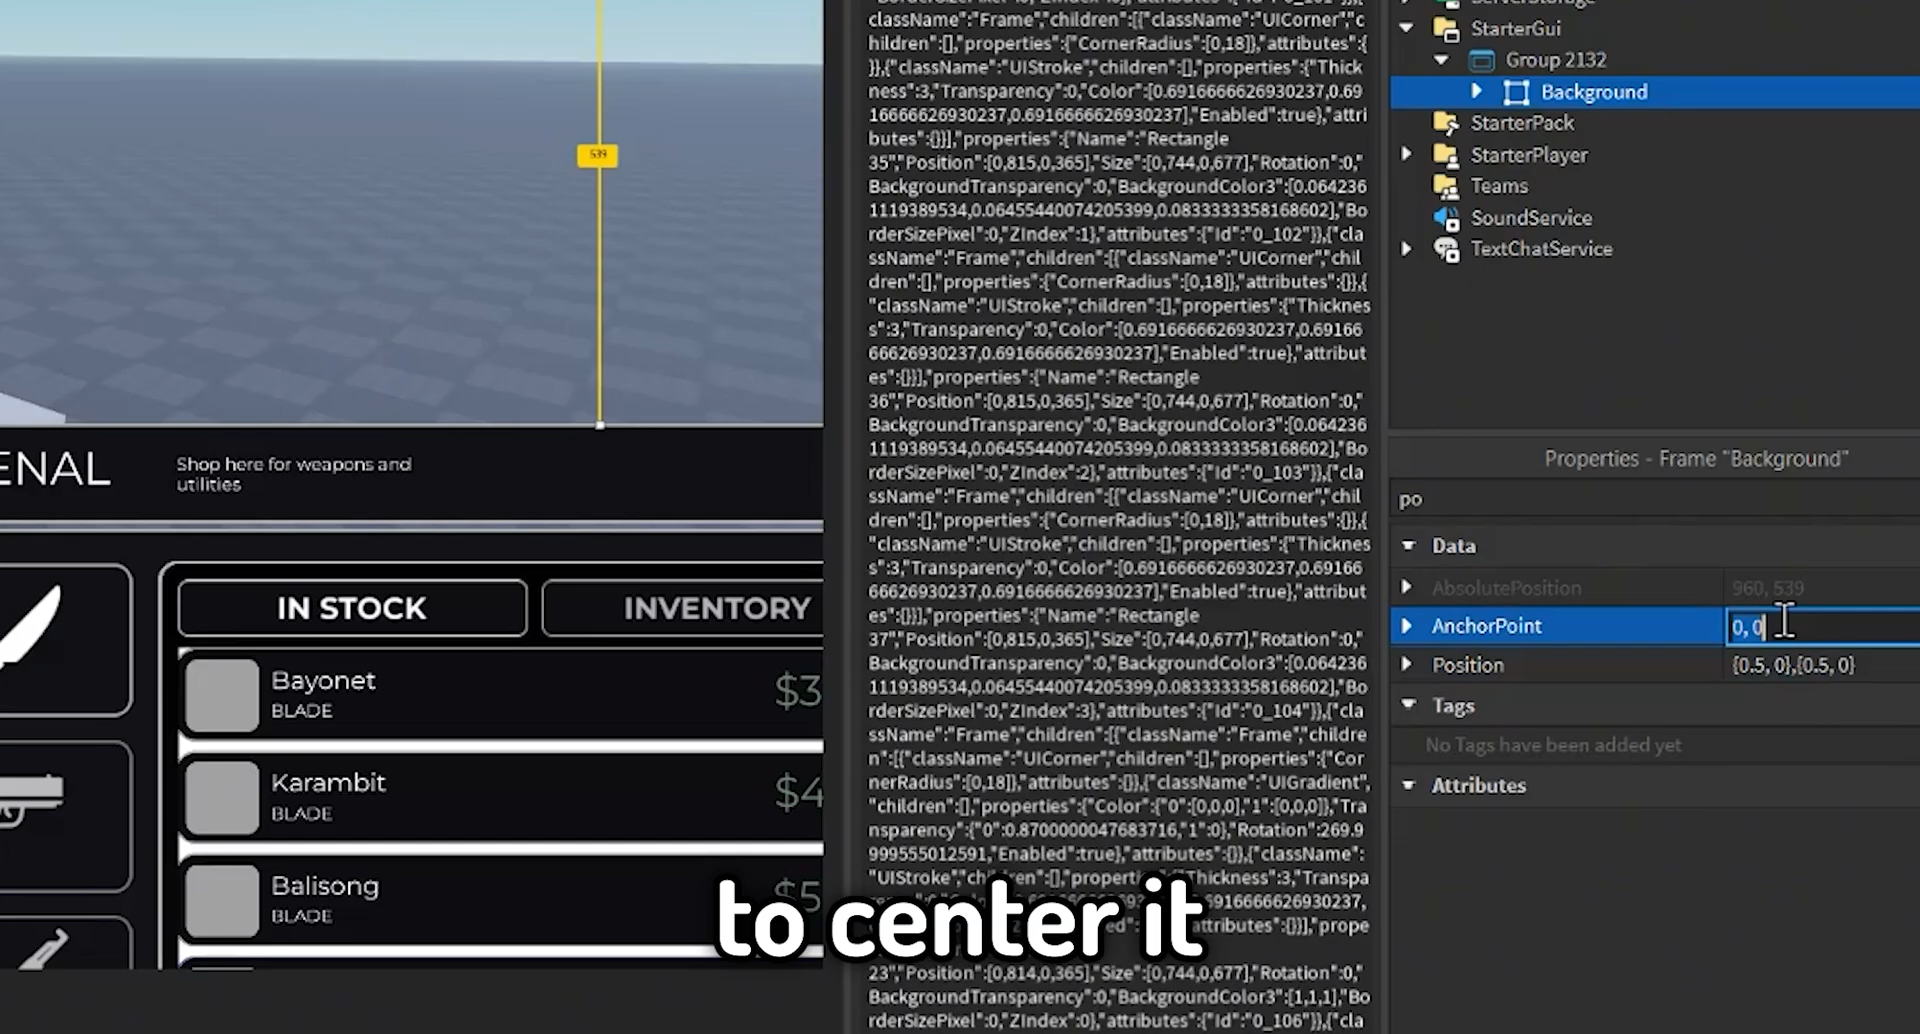 className":"Frame","children":[{"className":"UICorner","c
hildren":[],"properties":{"CornerRadius":[0,18]},"attributes":{
}},{"className":"UIStroke","children":[],"properties":{"Thick
ness":3,"Transparency":0,"Color":[0.6916666626930237,0.69
16666626930237,0.6916666626930237],"Enabled":true},"attri
butes":{}}],"properties":{"Name":"Rectangle
35","Position":[0,815,0,365],"Size":[0,744,0,677],"Rotation":0,"
BackgroundTransparency":0,"BackgroundColor3":[0.064236
1119389534,0.06455440074205399,0.0833333358168602],"Bo
rderSizePixel":0,"ZIndex":1},"attributes":{"Id":"0_102"}},{"cla
ssName":"Frame","children":[{"className":"UICorner","chil
dren":[],"properties":{"CornerRadius":[0,18]},"attributes":{}},{
"className":"UIStroke","children":[],"properties":{"Thicknes
s":3,"Transparency":0,"Color":[0.6916666626930237,0.69166
66626930237,0.6916666626930237],"Enabled":true},"attribut
es":{}}],"properties":{"Name":"Rectangle
36","Position":[0,815,0,365],"Size":[0,744,0,677],"Rotation":0,"
BackgroundTransparency":0,"BackgroundColor3":[0.064236
1119389534,0.06455440074205399,0.0833333358168602],"Bo
rderSizePixel":0,"ZIndex":2},"attributes":{"Id":"0_103"}},{"cla
ssName":"Frame","children":[{"className":"UICorner","chil
dren":[],"properties":{"CornerRadius":[0,18]},"attributes":{}},{
"className":"UIStroke","children":[],"properties":{"Thicknes
s":3,"Transparency":0,"Color":[0.6916666626930237,0.69166
66626930237,0.6916666626930237],"Enabled":true},"attribut
es":{}}],"properties":{"Name":"Rectangle
37","Position":[0,815,0,365],"Size":[0,744,0,677],"Rotation":0,"
BackgroundTransparency":0,"BackgroundColor3":[0.064236
1119389534,0.06455440074205399,0.0833333358168602],"Bo
rderSizePixel":0,"ZIndex":3},"attributes":{"Id":"0_104"}},{"cla
ssName":"Frame","children":[{"className":"Frame","childre
n":[{"className":"UICorner","children":[],"properties":{"Cor
nerRadius":[0,18]},"attributes":{}},{"className":"UIGradient",
"children":[],"properties":{"Color":{"0":[0,0,0],"1":[0,0,0]},"Tra
nsparency":{"0":0.8700000047683716,"1":0},"Rotation":269.9
999555012591,"Enabled":true},"attributes":{}},{"className":
"UIStroke"
Thickness":3,"Transpa
6916666626930237,
attributes":{}}],"prope
23","Position":[0,814,0,365],"Size":[0,744,0,677],"Rotation":0,"
BackgroundTransparency":0,"BackgroundColor3":[1,1,1],"Bo
rderSizePixel":0,"ZIndex":0},"attributes":{"Id":"0_106"}},{"cla
StarterGui
Group 2132
Background
StarterPack
StarterPlayer
Teams
SoundService
TextChatService
Properties - Frame "Background"
po
Data
AbsolutePosition 960, 539
AnchorPoint 0, 0
Position {0.5, 0},{0.5, 0}
Tags
No Tags have been added yet
Attributes
539
ENAL
Shop here for weapons and
utilities
IN STOCK INVENTORY
Bayonet $3
BLADE
Karambit $4
BLADE
Balisong $5
BLADE
to center it